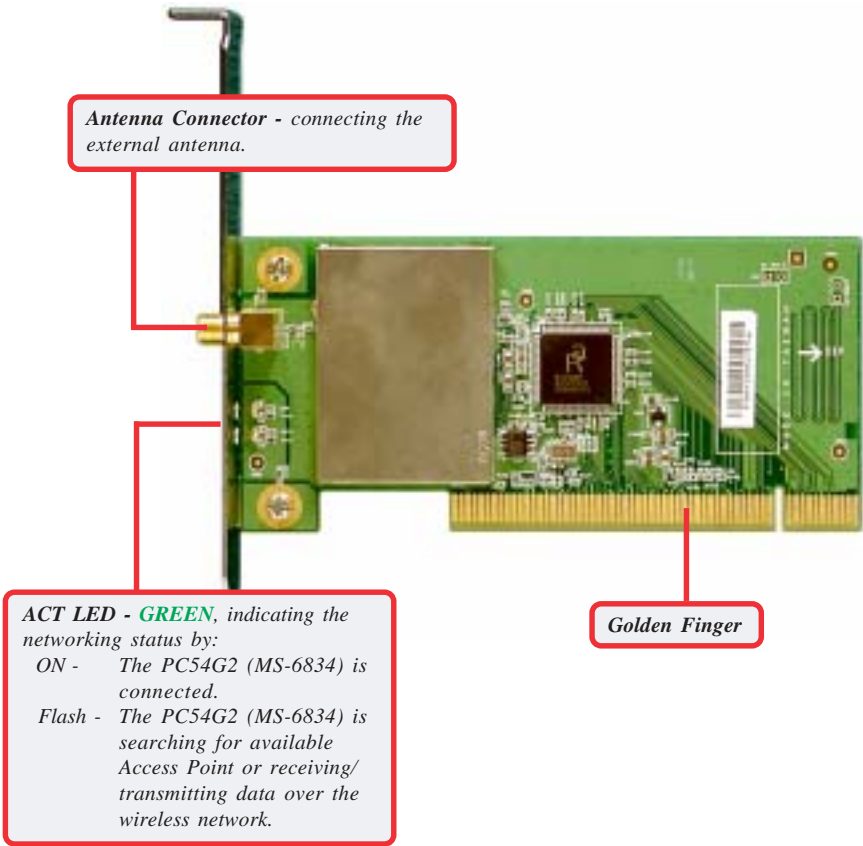 Antenna Connector - connecting the
external antenna.
R
ACT LED - GREEN, indicating the
networking status by:
ON - The PC54G2 (MS-6834) is
connected.
Flash - The PC54G2 (MS-6834) is
searching for available
Access Point or receiving/
transmitting data over the
wireless network.
Golden Finger